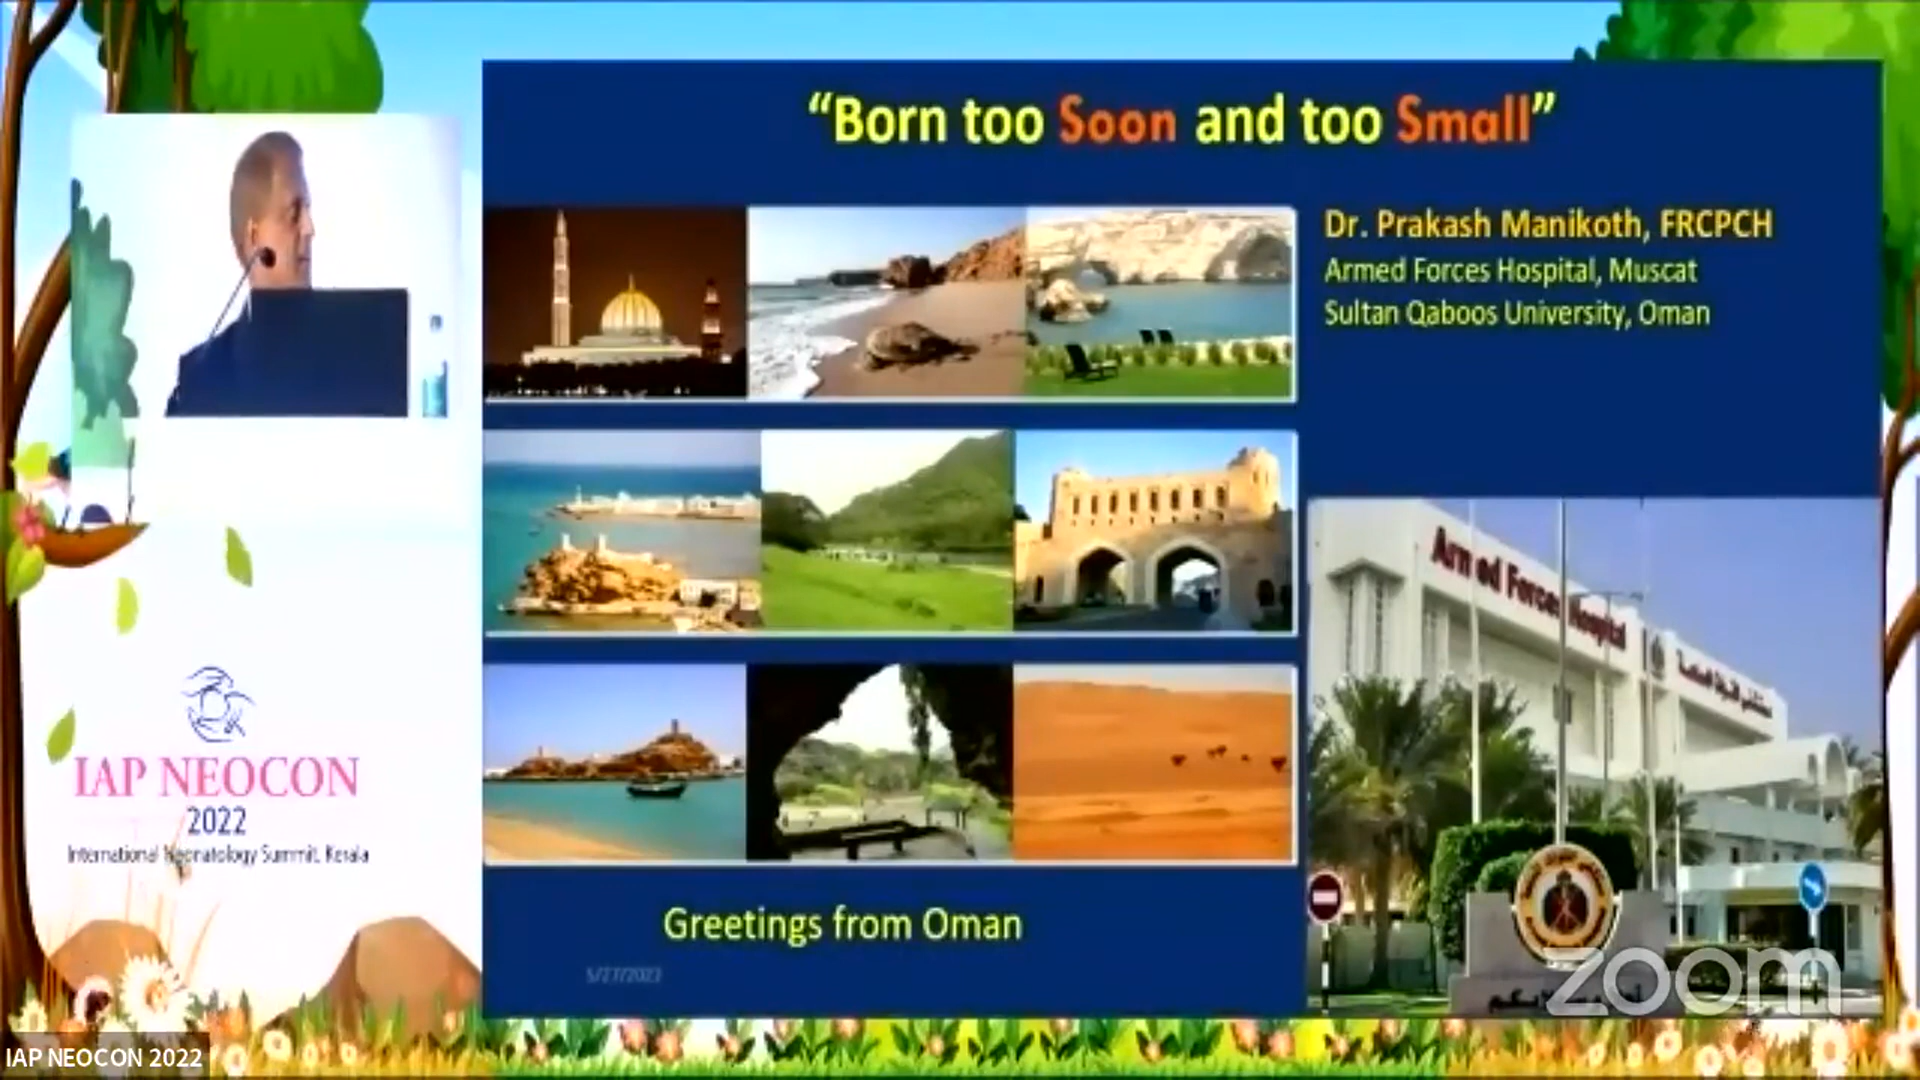 “Born too Soon and too Small”
Dr. Prakash Manikoth, FRCPCH
Armed Forces Hospital, Muscat
Sultan Qaboos University, Oman
Armed Forces Hospital
Greetings from Oman
IAP NEOCON
2022
International Neonatology Summit, Kerala
zoom
IAP NEOCON 2022